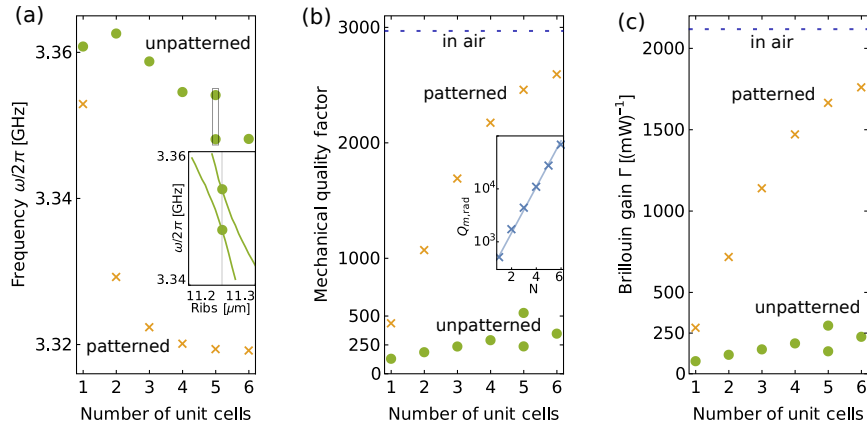 (a)
3.36
3.34
3.32
Frequency ω/2π [GHz]
unpatterned
patterned
3.36
3.34
ω/2π [GHz]
11.2 11.3
Ribs [μm]
1 2 3 4 5 6
Number of unit cells
(b)
3000
2500
2000
1000
500
250
0
Mechanical quality factor
in air
patterned
unpatterned
10⁴
10³
Qm,rad
2 4 6
N
1 2 3 4 5 6
Number of unit cells
(c)
2000
1500
1000
500
250
0
Brillouin gain Γ [(mW)⁻¹]
in air
patterned
unpatterned
1 2 3 4 5 6
Number of unit cells